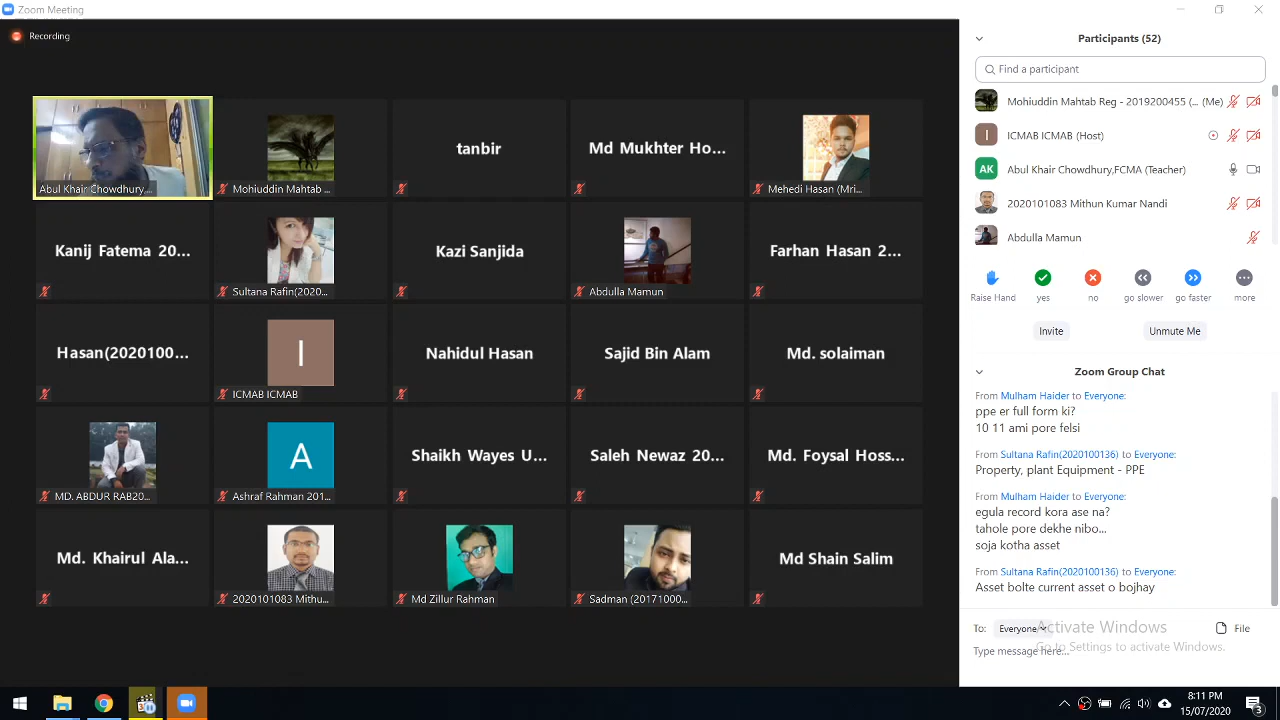 Zoom Meeting
Recording
Participants (52)
Find a participant
Mohiuddin Mahtab Reg - 2019200455 ... (Me)
I ICMAB ICMAB (Host)
AK Abul Khair Chowdhury,FCMA (Teacher)
2020101083 Mithun Kumar Nandi
Abdulla Mamun
Raise Hand yes no go slower go faster more
Invite Unmute Me
Abul Khair Chowdhury,...
Mohiuddin Mahtab ...
tanbir
Md Mukhter Ho...
Mehedi Hasan (Mri...
Kanij Fatema 20...
Sultana Rafin(2020...
Kazi Sanjida
Abdulla Mamun
Farhan Hasan 2...
Hasan(2020100...
I
ICMAB ICMAB
Nahidul Hasan
Sajid Bin Alam
Md. solaiman
MD. ABDUR RAB20...
A
Ashraf Rahman 201...
Shaikh Wayes U...
Saleh Newaz 20...
Md. Foysal Hoss...
Md. Khairul Ala...
2020101083 Mithu...
Md Zillur Rahman
Sadman (20171000...
Md Shain Salim
Zoom Group Chat
From Mulham Haider to Everyone:
ppe er full form ki?
10 11 ami pore felsi
From Sultana Rafin(2020100136) to Everyone:
Property, plant Equipment - PPE
From Mulham Haider to Everyone:
egula record kora ase na?
tahole pore dekhe nibo...
soja kotha asset
From Sultana Rafin(2020100136) to Everyone:
Asset bolte current asset o bojhay
To: Everyone File
Type message here...
Activate Windows
Go to Settings to activate Windows.
8:11 PM
15/07/2020
3